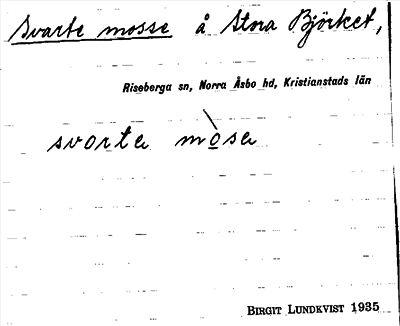 Svarte mosse å Stora Björket,
Riseberga sn, Norra Åsbo hd, Kristianstads län
svorte mose
BIRGIT LUNDKVIST 1935